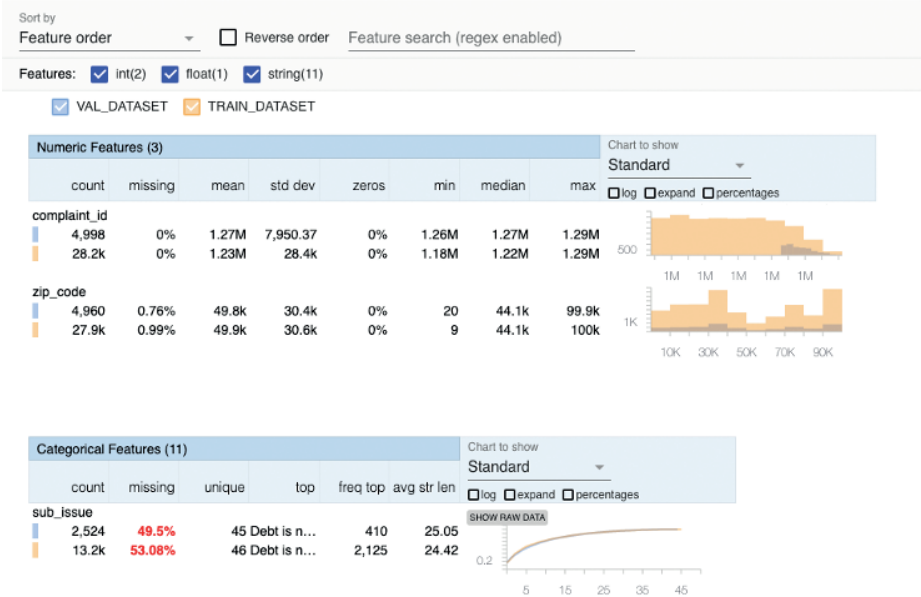 Sort by
Feature order Reverse order Feature search (regex enabled)
Features: int(2) float(1) string(11)
VAL_DATASET TRAIN_DATASET
Numeric Features (3) Chart to show
Standard
count missing mean std dev zeros min median max
log expand percentages
complaint_id
4,998 0% 1.27M 7,950.37 0% 1.26M 1.27M 1.29M
28.2k 0% 1.23M 28.4k 0% 1.18M 1.22M 1.29M
500
1M 1M 1M 1M 1M
zip_code
4,960 0.76% 49.8k 30.4k 0% 20 44.1k 99.9k
27.9k 0.99% 49.9k 30.6k 0% 9 44.1k 100k
1K
10K 30K 50K 70K 90K
Categorical Features (11) Chart to show
Standard
count missing unique top freq top avg str len
log expand percentages
sub_issue
SHOW RAW DATA
2,524 49.5% 45 Debt is n... 410 25.05
13.2k 53.08% 46 Debt is n... 2,125 24.42
0.2
5 15 25 35 45